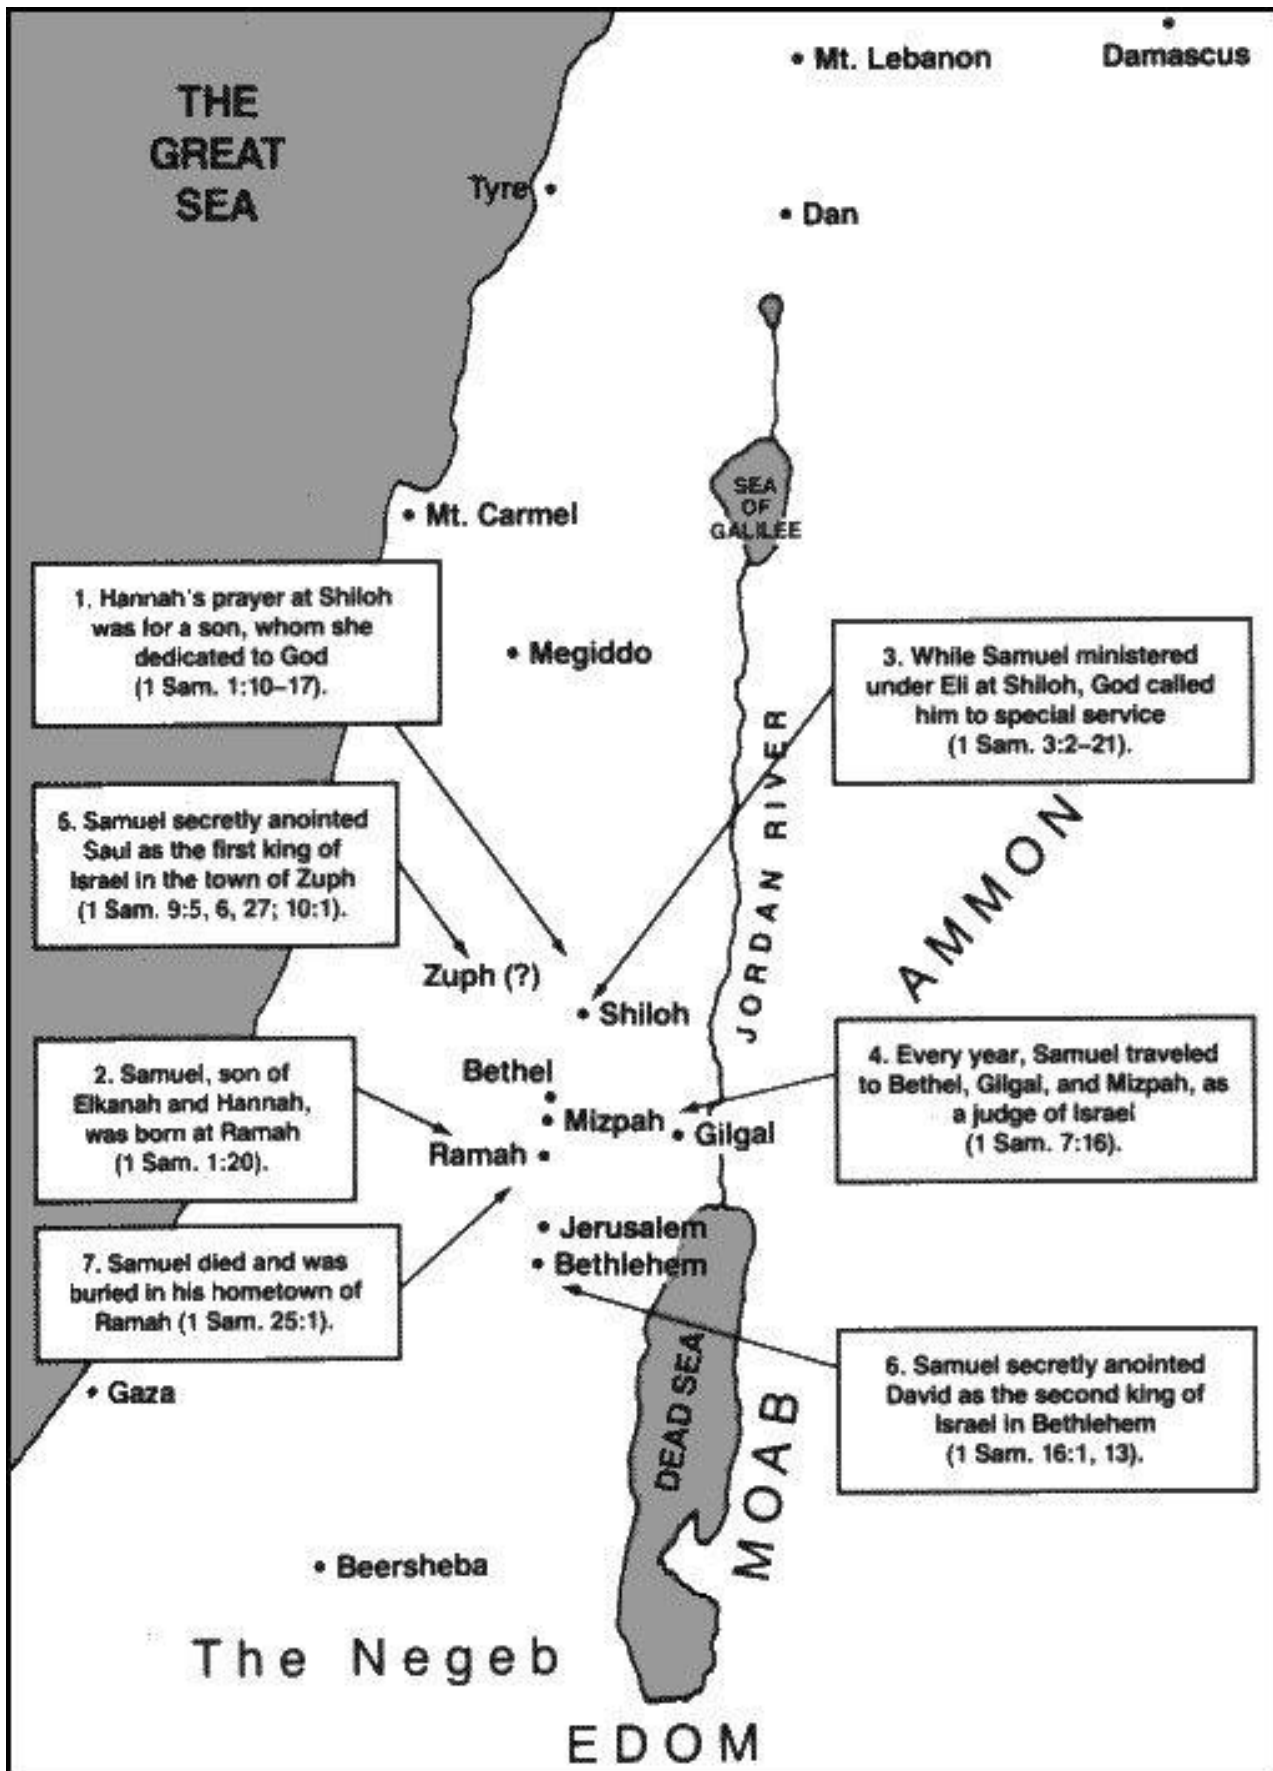 THE
GREAT
SEA
Mt. Lebanon
Damascus
Tyre
Dan
SEA
OF
GALILEE
Mt. Carmel
1. Hannah's prayer at Shiloh
was for a son, whom she
dedicated to God
(1 Sam. 1:10–17).
Megiddo
3. While Samuel ministered
under Eli at Shiloh, God called
him to special service
(1 Sam. 3:2–21).
JORDAN RIVER
5. Samuel secretly anointed
Saul as the first king of
Israel in the town of Zuph
(1 Sam. 9:5, 6, 27; 10:1).
AMMON
Zuph (?)
Shiloh
2. Samuel, son of
Elkanah and Hannah,
was born at Ramah
(1 Sam. 1:20).
Bethel
Mizpah
Gilgal
Ramah
4. Every year, Samuel traveled
to Bethel, Gilgal, and Mizpah, as
a judge of Israel
(1 Sam. 7:16).
Jerusalem
Bethlehem
7. Samuel died and was
buried in his hometown of
Ramah (1 Sam. 25:1).
Gaza
DEAD SEA
MOAB
6. Samuel secretly anointed
David as the second king of
Israel in Bethlehem
(1 Sam. 16:1, 13).
Beersheba
The Negeb
EDOM